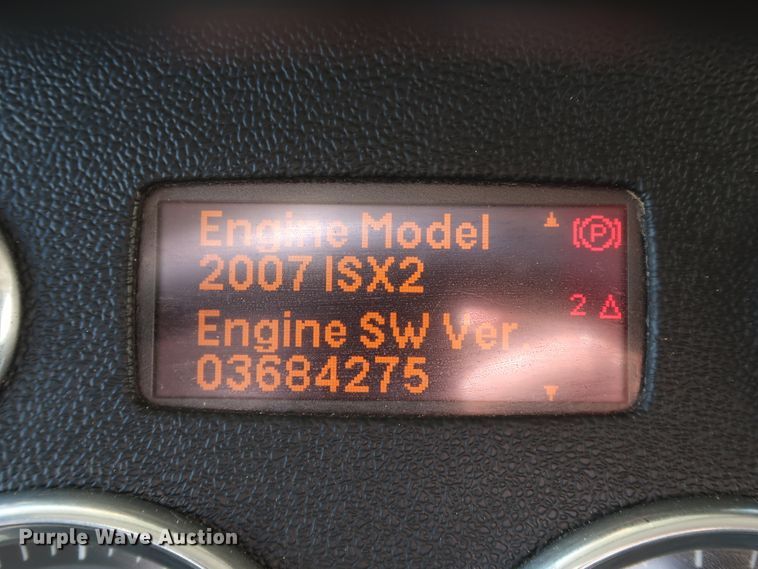 Engine Model
2007 ISX2
Engine SW Ver.
03684275
(P)
2
Purple Wave Auction